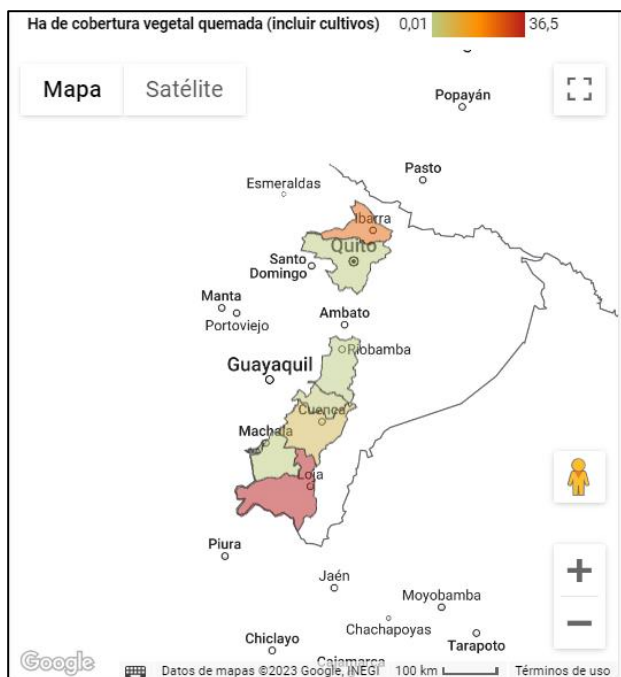 Ha de cobertura vegetal quemada (incluir cultivos) 0,01 36,5
Mapa Satélite
Popayán
Pasto
Esmeraldas
Ibarra
Quito
Santo
Domingo
Manta
Portoviejo
Ambato
Riobamba
Guayaquil
Cuenca
Machala
Loja
Piura
Jaén
Moyobamba
Chachapoyas
Chiclayo
Tarapoto
Cajamarca
Google
Datos de mapas ©2023 Google, INEGI 100 km Términos de uso